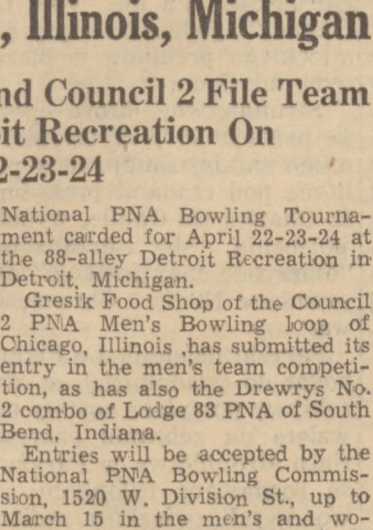 , Illinois, Michigan
nd Council 2 File Team
it Recreation On
2-23-24
National PNA Bowling Tourna-
ment carded for April 22-23-24 at
the 88-alley Detroit Recreation in
Detroit, Michigan.
Gresik Food Shop of the Council
2 PNA Men's Bowling loop of
Chicago, Illinois ,has submitted its
entry in the men's team competi-
tion, as has also the Drewrys No.
2 combo of Lodge 83 PNA of South
Bend, Indiana.
Entries will be accepted by the
National PNA Bowling Commis-
sion, 1520 W. Division St., up to
March 15 in the men's and wo-